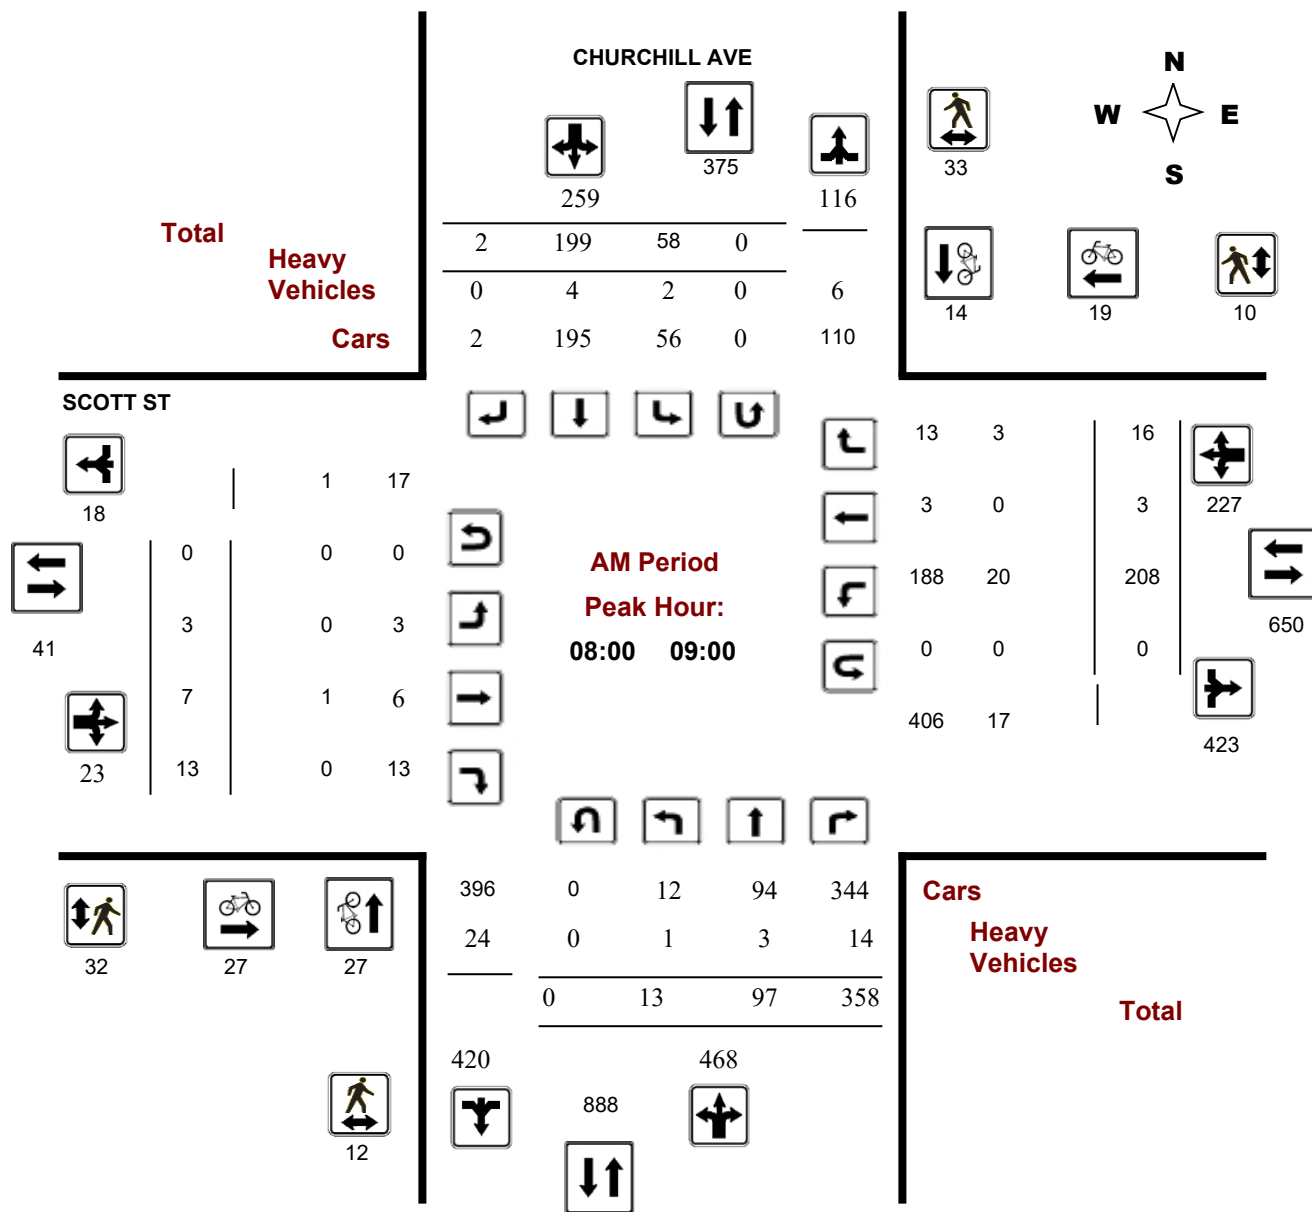 CHURCHILL AVE
N
W E
S
375
33
259
116
Total
2 199 58 0
Heavy
Vehicles
0 4 2 0 6
14 19 10
Cars
2 195 56 0 110
SCOTT ST
13 3 16
1 17
18
3 0 3
227
0 0 0
AM Period
188 20 208
Peak Hour:
3 0 3
650
41
08:00 09:00
0 0 0
7 1 6
406 17
423
23 13 0 13
396 0 12 94 344
Cars
24 0 1 3 14
Heavy
Vehicles
32 27 27
0 13 97 358
Total
420 468
888
12